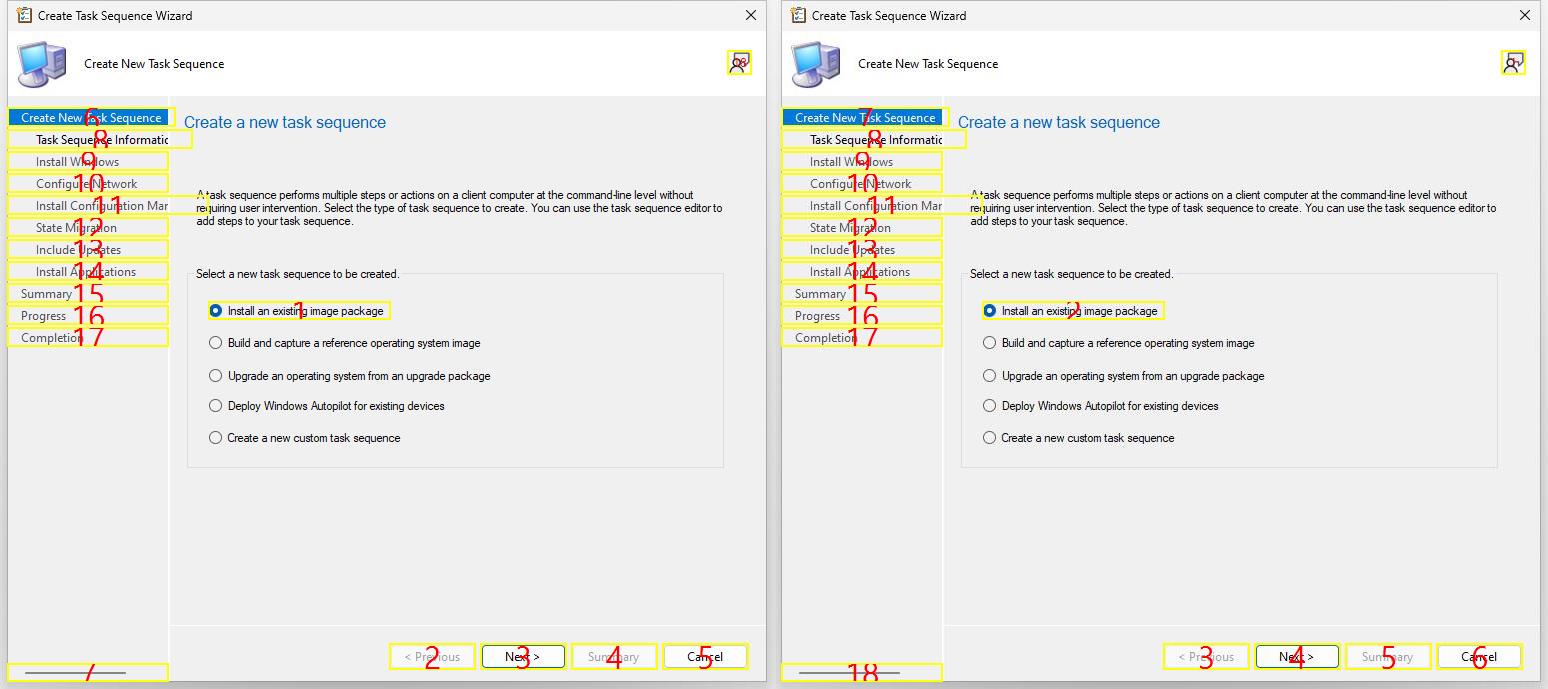 Create Task Sequence Wizard
Create New Task Sequence
18
Create New Task Sequence
6
Task Sequence Informatic
8
Install Windows
9
Configure Network
10
Install Configuration Mar
11
State Migration
12
Include Updates
13
Install Applications
14
Summary
15
Progress
16
Completion
17
7
Create a new task sequence
A task sequence performs multiple steps or actions on a client computer at the command-line level without
requiring user intervention. Select the type of task sequence to create. You can use the task sequence editor to
add steps to your task sequence.
Select a new task sequence to be created.
Install an existing image package
1
Build and capture a reference operating system image
Upgrade an operating system from an upgrade package
Deploy Windows Autopilot for existing devices
Create a new custom task sequence
< Previous
2
Next >
3
Summary
4
Cancel
5
Create Task Sequence Wizard
Create New Task Sequence
Create New Task Sequence
7
Task Sequence Informatic
8
Install Windows
9
Configure Network
10
Install Configuration Mar
11
State Migration
12
Include Updates
13
Install Applications
14
Summary
15
Progress
16
Completion
17
18
Create a new task sequence
A task sequence performs multiple steps or actions on a client computer at the command-line level without
requiring user intervention. Select the type of task sequence to create. You can use the task sequence editor to
add steps to your task sequence.
Select a new task sequence to be created.
Install an existing image package
2
Build and capture a reference operating system image
Upgrade an operating system from an upgrade package
Deploy Windows Autopilot for existing devices
Create a new custom task sequence
< Previous
3
Next >
4
Summary
5
Cancel
6